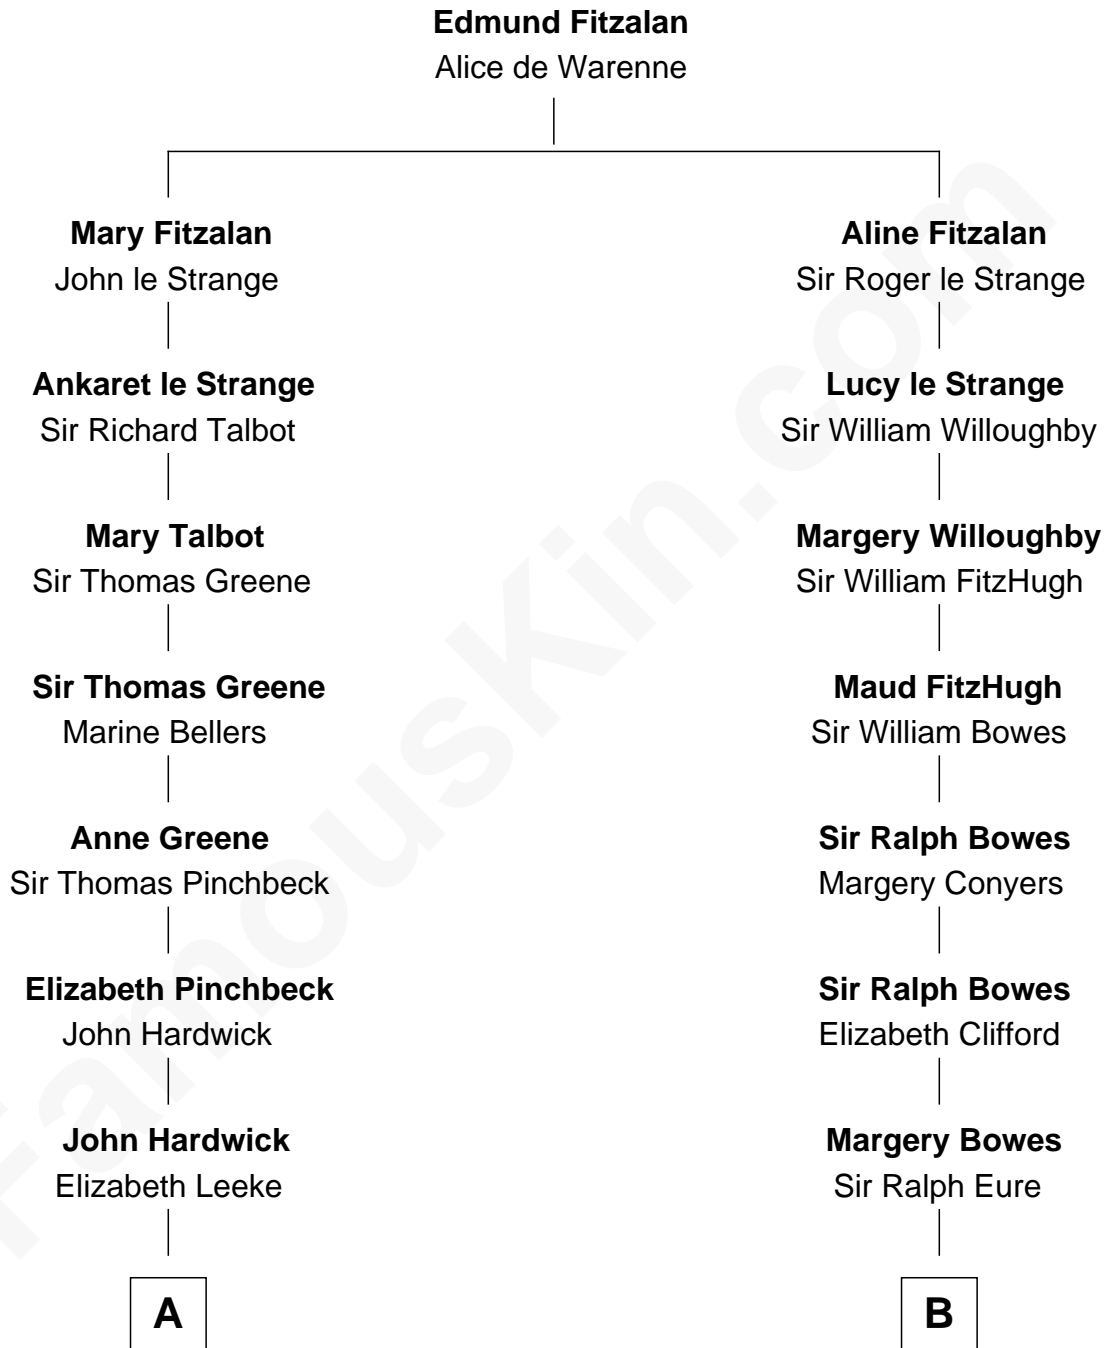 Edmund Fitzalan
Alice de Warenne
Mary Fitzalan
John le Strange
Aline Fitzalan
Sir Roger le Strange
Ankaret le Strange
Sir Richard Talbot
Lucy le Strange
Sir William Willoughby
Mary Talbot
Sir Thomas Greene
Margery Willoughby
Sir William FitzHugh
Sir Thomas Greene
Marine Bellers
Maud FitzHugh
Sir William Bowes
Anne Greene
Sir Thomas Pinchbeck
Sir Ralph Bowes
Margery Conyers
Elizabeth Pinchbeck
John Hardwick
Sir Ralph Bowes
Elizabeth Clifford
John Hardwick
Elizabeth Leeke
Margery Bowes
Sir Ralph Eure
A
B
FamousKin.com